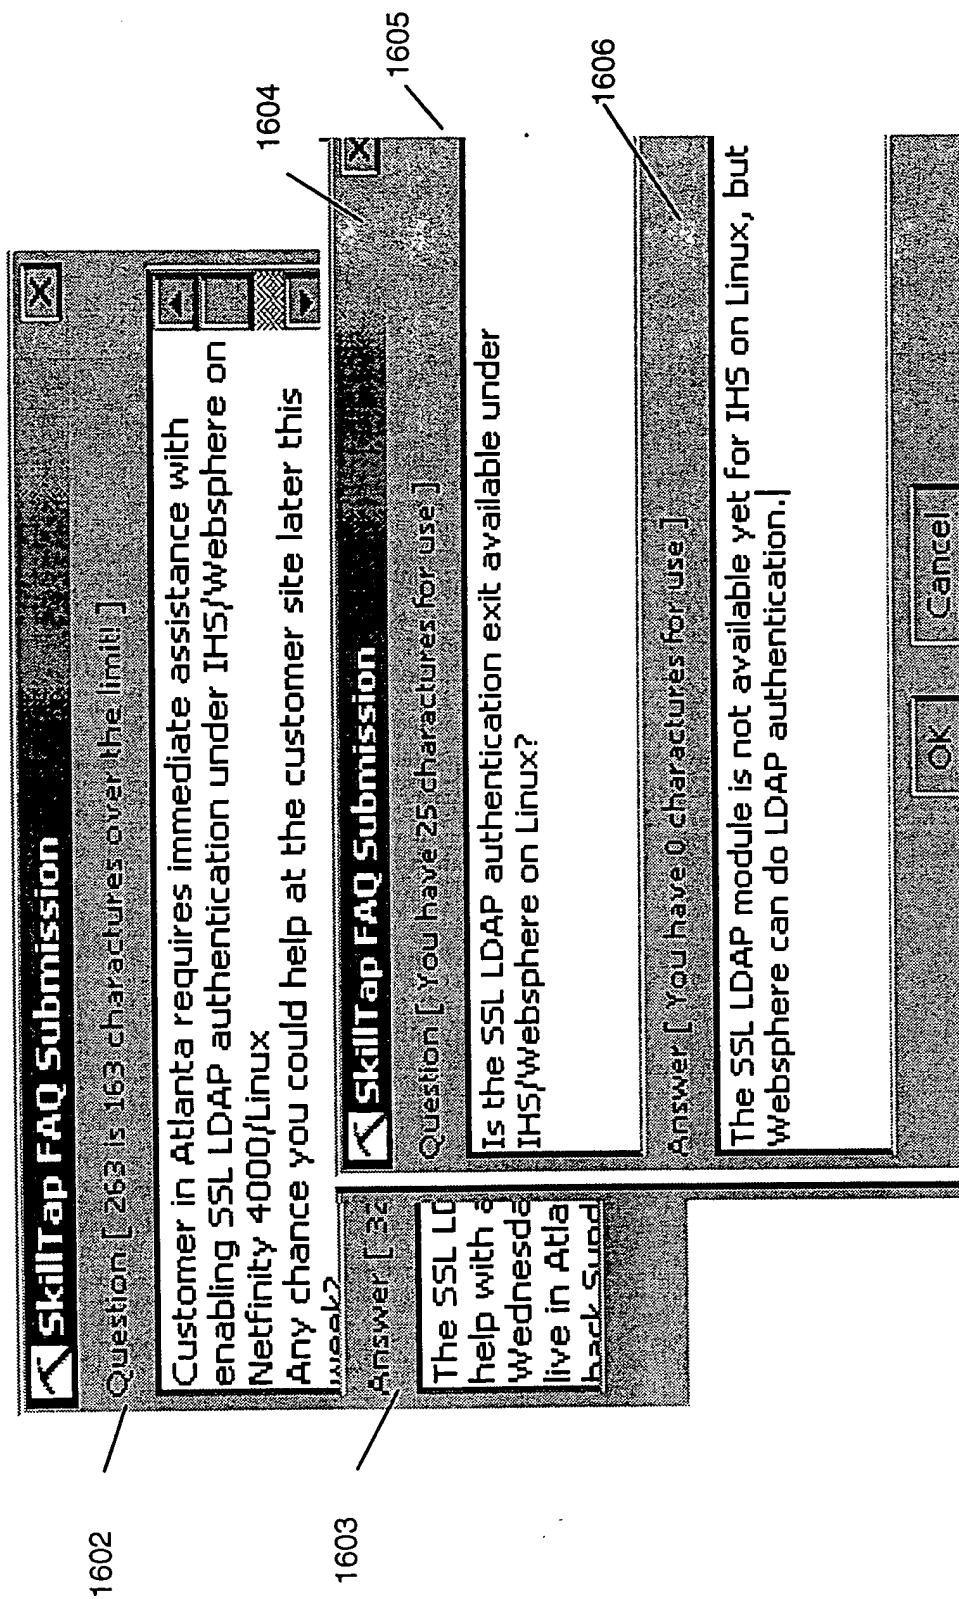 SkillTap FAQ Submission
Question [ 263 is 163 charactures over the limit! ]
Customer in Atlanta requires immediate assistance with
enabling SSL LDAP authentication under IHS/Websphere on
Netfinity 4000/Linux
Any chance you could help at the customer site later this
week?
Answer [ 32
The SSL LD
help with a
Wednesda
live in Atla
back Sund
SkillTap FAQ Submission
Question [ You have 25 charactures for use ]
Is the SSL LDAP authentication exit available under
IHS/Websphere on Linux?
Answer [ You have 0 charactures for use ]
The SSL LDAP module is not available yet for IHS on Linux, but
Websphere can do LDAP authentication.
OK
Cancel
1602
1603
1604
1605
1606